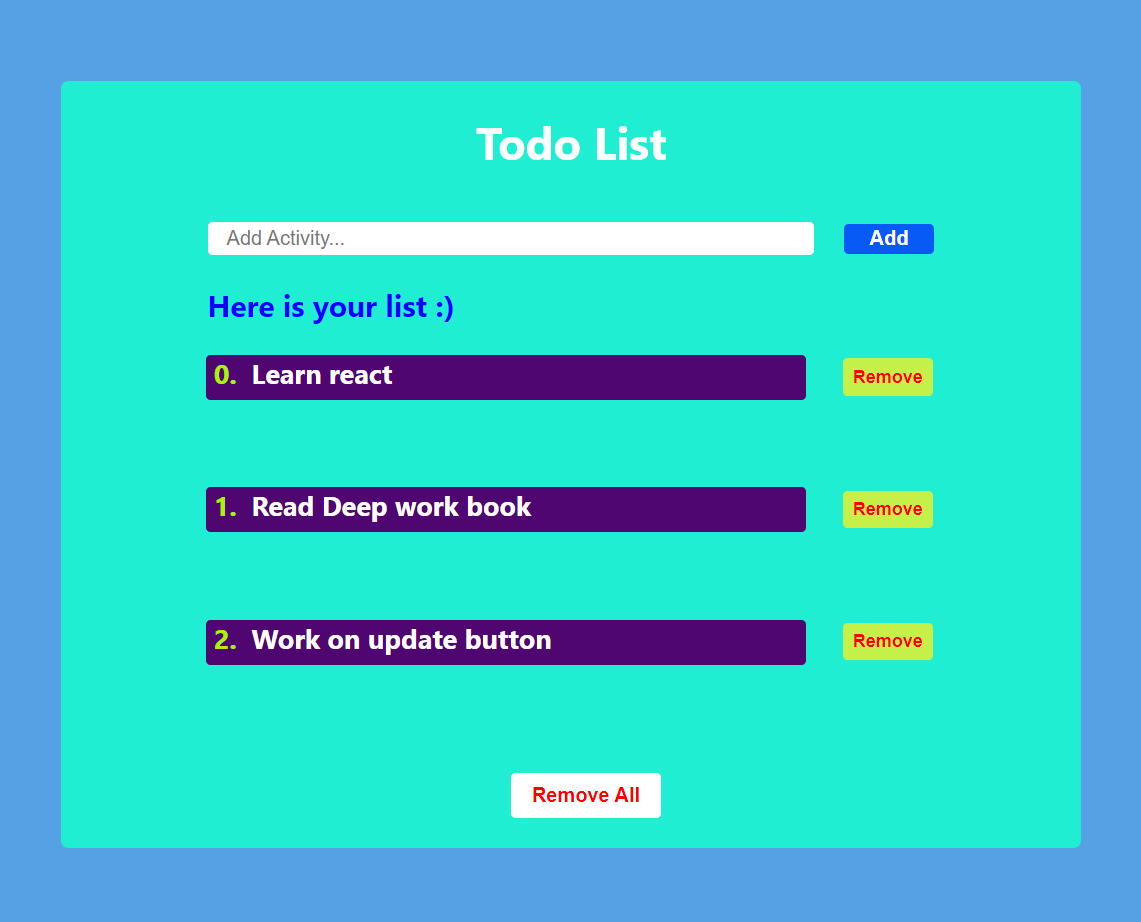 Todo List
Add Activity...
Add
Here is your list :)
0. Learn react
Remove
1. Read Deep work book
Remove
2. Work on update button
Remove
Remove All